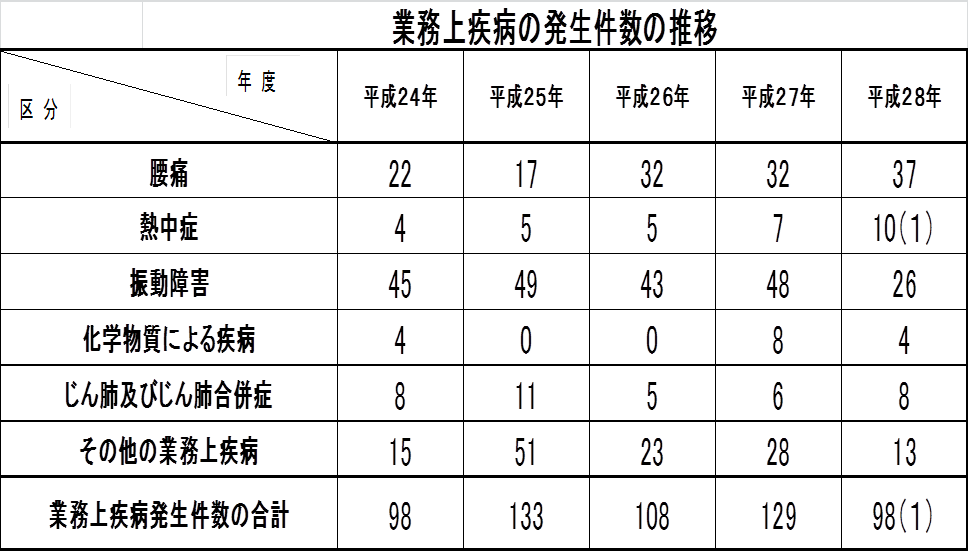 業務上疾病の発生件数の推移
年度
区分
平成24年 平成25年 平成26年 平成27年 平成28年
腰痛 22 17 32 32 37
熱中症 4 5 5 7 10(1)
振動障害 45 49 43 48 26
化学物質による疾病 4 0 0 8 4
じん肺及びじん肺合併症 8 11 5 6 8
その他の業務上疾病 15 51 23 28 13
業務上疾病発生件数の合計 98 133 108 129 98(1)